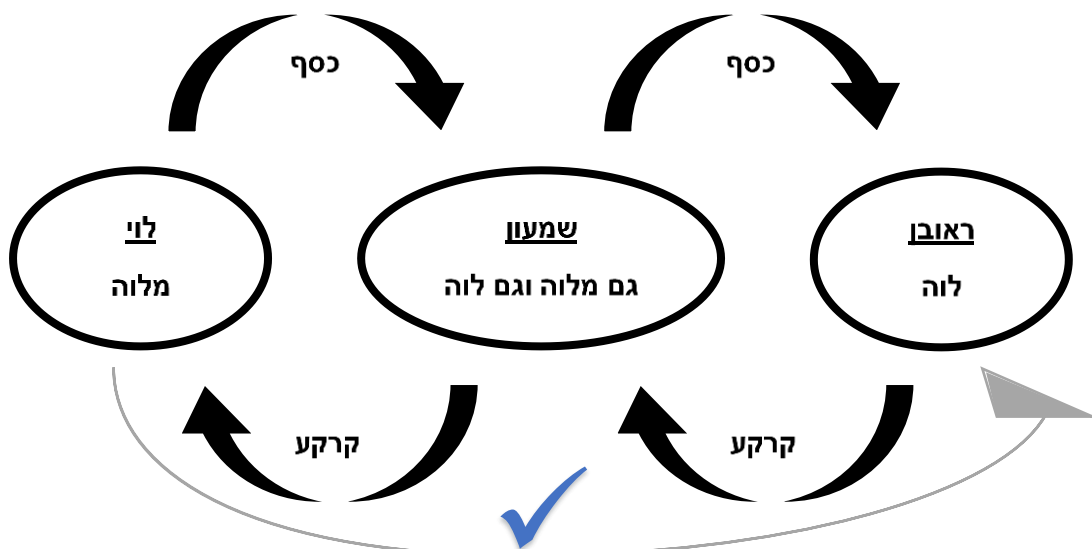 כסף
כסף
ראובן
לוה
שמעון
גם מלוה וגם לוה
לוי
מלוה
קרקע
קרקע